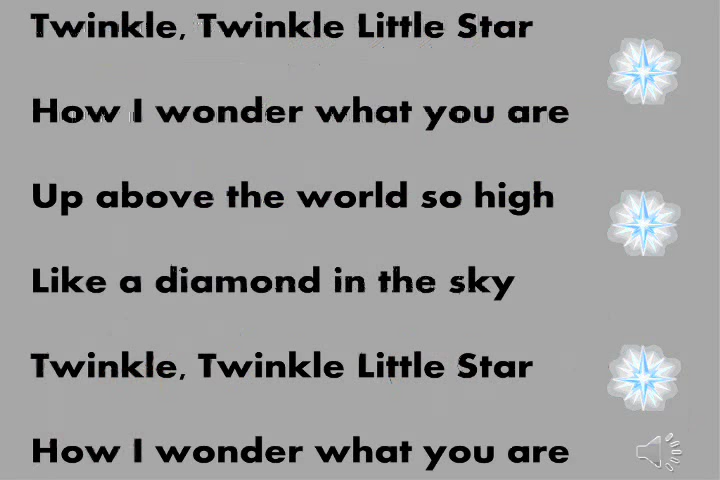 Twinkle, Twinkle Little Star
How I wonder what you are
Up above the world so high
Like a diamond in the sky
Twinkle, Twinkle Little Star
How I wonder what you are